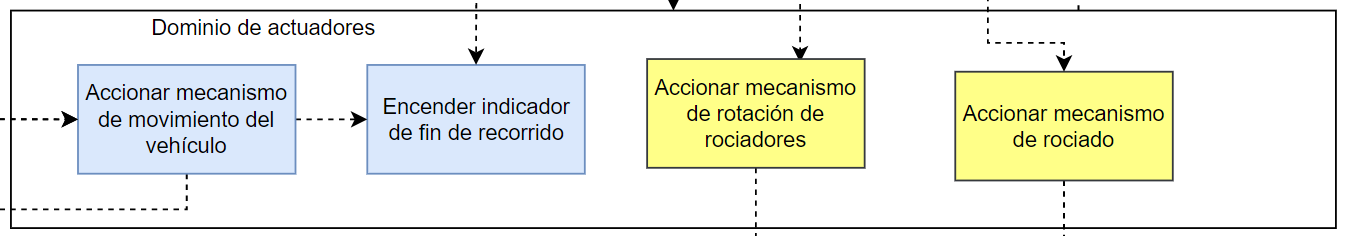 Dominio de actuadores
Accionar mecanismo
de movimiento del
vehículo
Encender indicador
de fin de recorrido
Accionar mecanismo
de rotación de
rociadores
Accionar mecanismo
de rociado